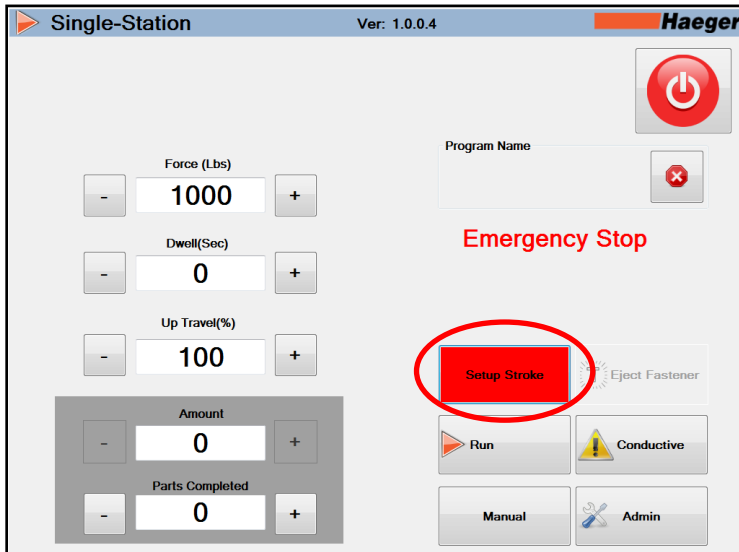 Single-Station Ver: 1.0.0.4 Haeger
Program Name
Force (Lbs)
- 1000 +
Emergency Stop
Dwell(Sec)
- 0 +
Up Travel(%)
- 100 +
Setup Stroke Eject Fastener
Amount
- 0 +
Run Conductive
Parts Completed
- 0 +
Manual Admin